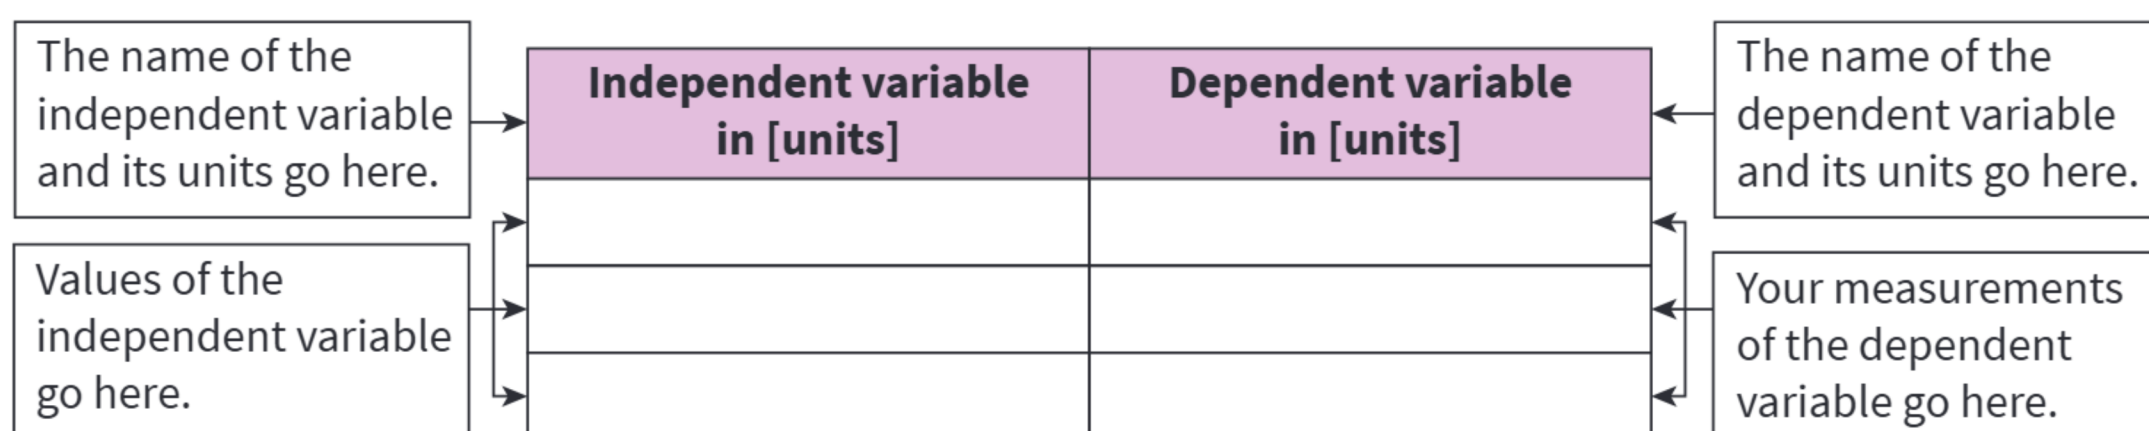 The name of the
independent variable
and its units go here.
Independent variable
in [units]
Dependent variable
in [units]
The name of the
dependent variable
and its units go here.
Values of the
independent variable
go here.
Your measurements
of the dependent
variable go here.